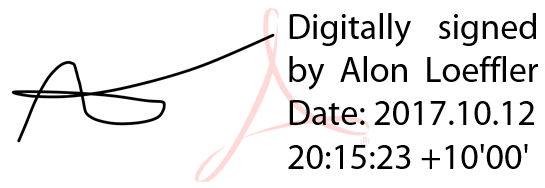 Digitally signed
by Alon Loeffler
Date: 2017.10.12
20:15:23 +10'00'